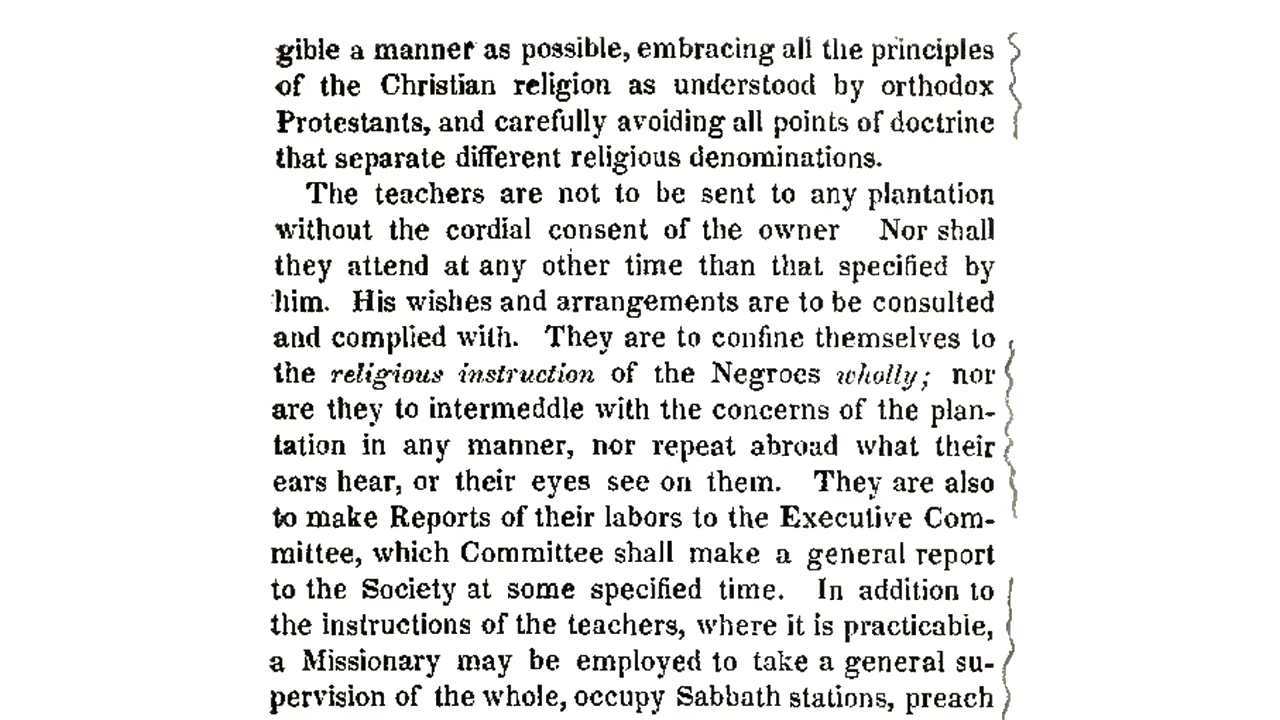 gible a manner as possible, embracing all the principles
of the Christian religion as understood by orthodox
Protestants, and carefully avoiding all points of doctrine
that separate different religious denominations.
The teachers are not to be sent to any plantation
without the cordial consent of the owner Nor shall
they attend at any other time than that specified by
him. His wishes and arrangements are to be consulted
and complied with. They are to confine themselves to
the religious instruction of the Negroes wholly; nor
are they to intermeddle with the concerns of the plan-
tation in any manner, nor repeat abroad what their
ears hear, or their eyes see on them. They are also
to make Reports of their labors to the Executive Com-
mittee, which Committee shall make a general report
to the Society at some specified time. In addition to
the instructions of the teachers, where it is practicable,
a Missionary may be employed to take a general su-
pervision of the whole, occupy Sabbath stations, preach